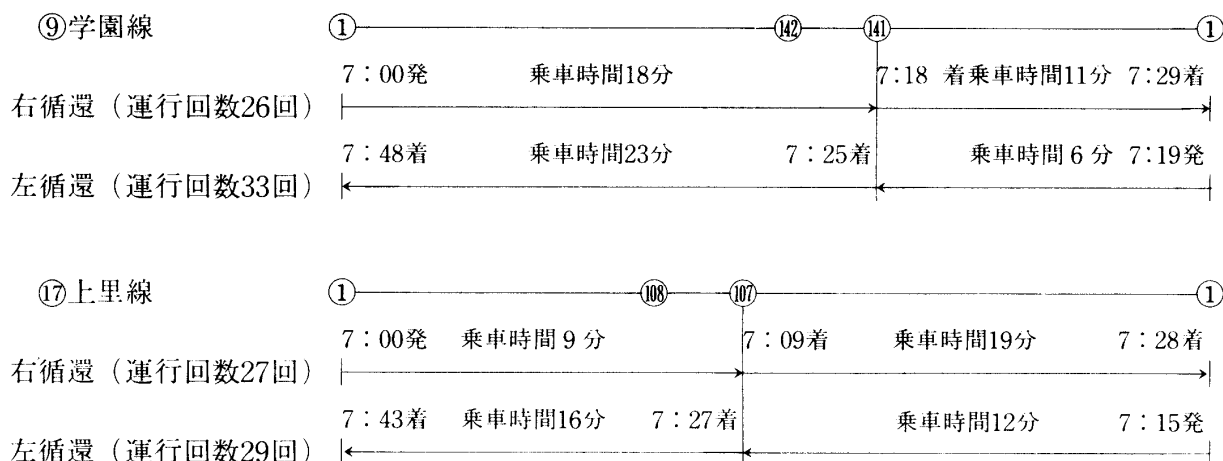 ⑨学園線 ① 142 141 ①
7:00発 乗車時間18分 7:18 着乗車時間11分 7:29着
右循還(運行回数26回)
7:48着 乗車時間23分 7:25着 乗車時間6分 7:19発
左循還(運行回数33回)
⑰上里線 ① 108 107 ①
7:00発 乗車時間9分 7:09着 乗車時間19分 7:28着
右循還(運行回数27回)
7:43着 乗車時間16分 7:27着 乗車時間12分 7:15発
左循還(運行回数29回)